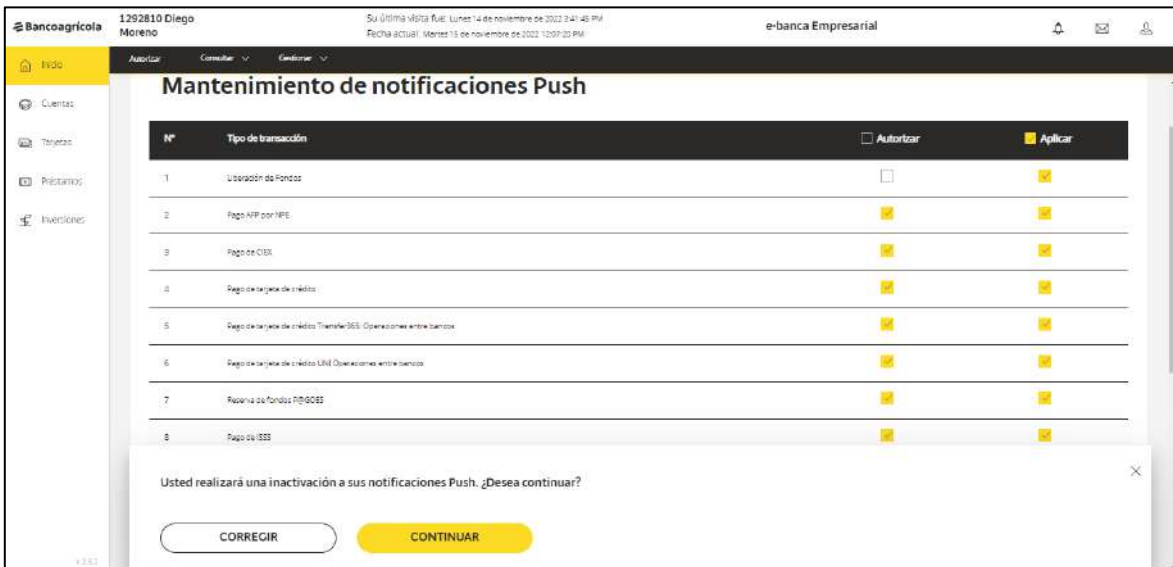 Bancoagrícola
1292810 Diego
Moreno
Su última visita fue: Lunes 14 de noviembre de 2022 3:41:45 PM
Fecha actual: Martes 15 de noviembre de 2022 12:07:20 PM
e-banca Empresarial
Inicio
Cuentas
Tarjetas
Préstamos
Inversiones
Autorizar Consultar Gestionar
Mantenimiento de notificaciones Push
N° Tipo de transacción Autorizar Aplicar
1 Liberación de Fondos
2 Pago AFP por NPE
3 Pago de CIEX
4 Pago de tarjeta de crédito
5 Pago de tarjeta de crédito Transfer365: Operaciones entre bancos
6 Pago de tarjeta de crédito UNI Operaciones entre bancos
7 Reserva de fondos P@GOES
8 Pago de ISSS
Usted realizará una inactivación a sus notificaciones Push. ¿Desea continuar?
CORREGIR CONTINUAR